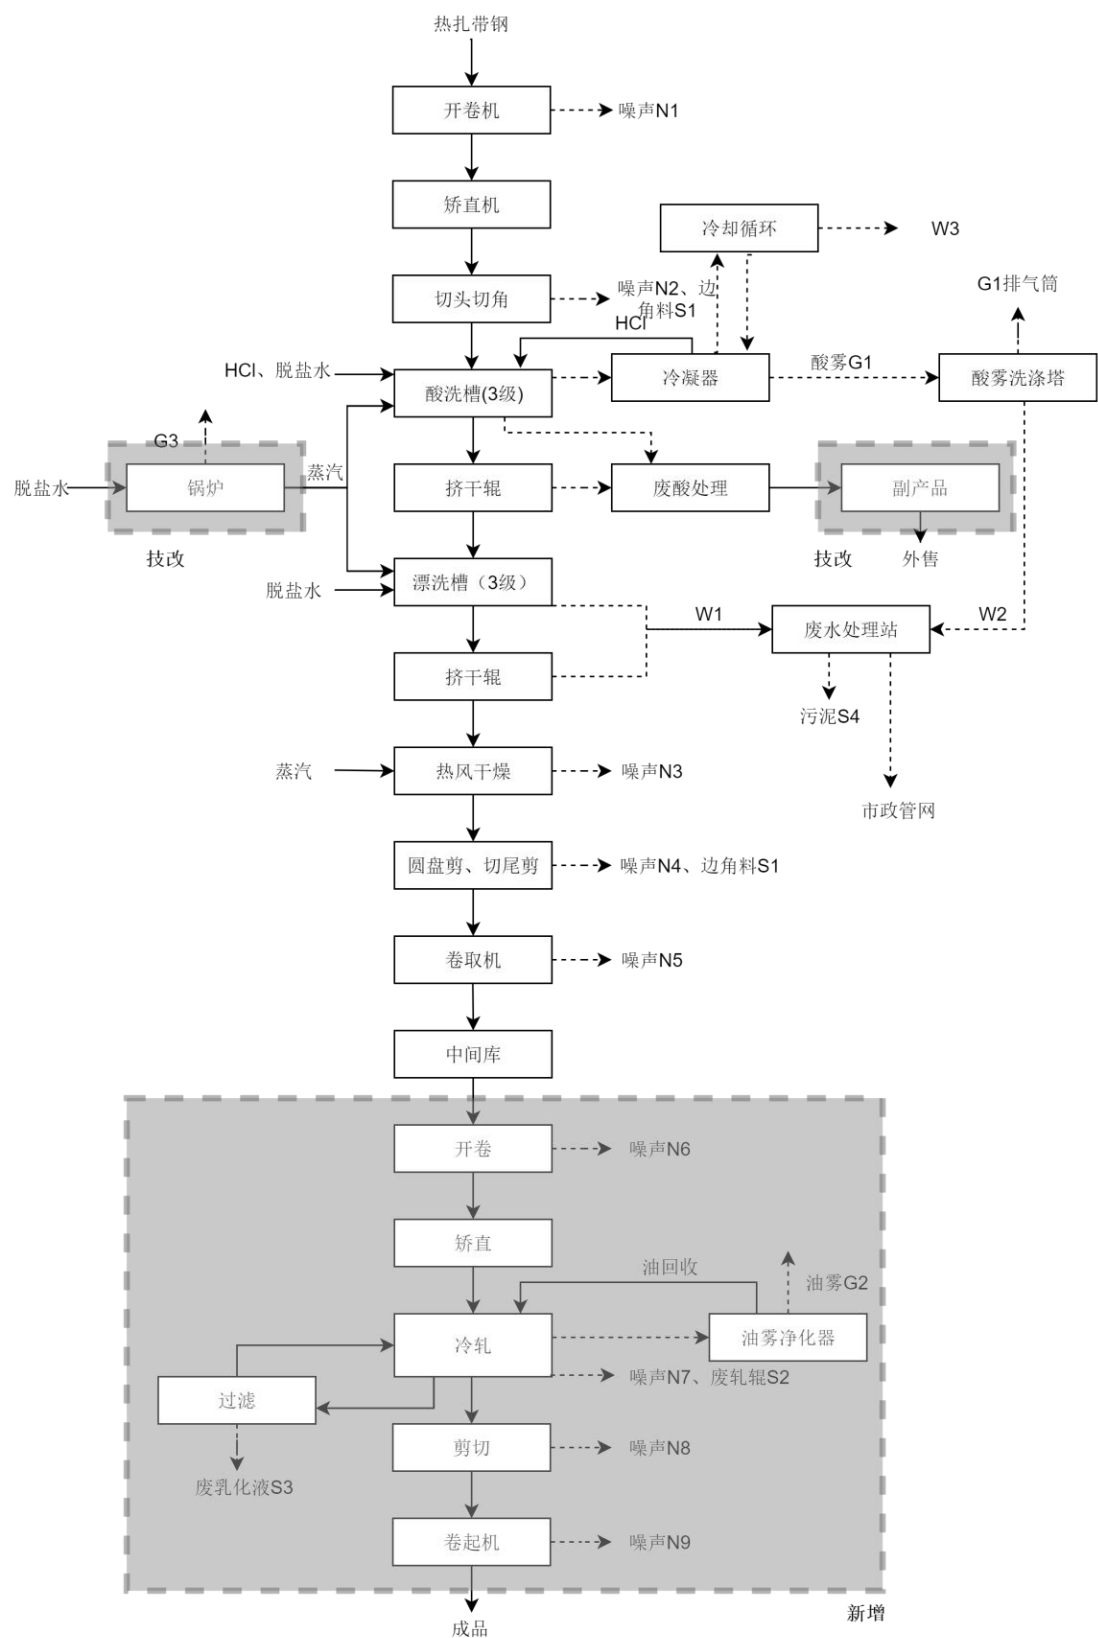 热扎带钢
开卷机
噪声N1
矫直机
冷却循环
W3
切头切角
噪声N2、边
角料S1
G1排气筒
HCl
HCl、脱盐水
酸洗槽(3级)
冷凝器
酸雾G1
酸雾洗涤塔
G3
蒸汽
脱盐水
锅炉
挤干辊
废酸处理
副产品
技改
技改
外售
脱盐水
漂洗槽（3级）
W1
废水处理站
W2
挤干辊
污泥S4
蒸汽
热风干燥
噪声N3
市政管网
圆盘剪、切尾剪
噪声N4、边角料S1
卷取机
噪声N5
中间库
开卷
噪声N6
矫直
油回收
油雾G2
冷轧
油雾净化器
噪声N7、废轧辊S2
过滤
剪切
噪声N8
废乳化液S3
卷起机
噪声N9
新增
成品